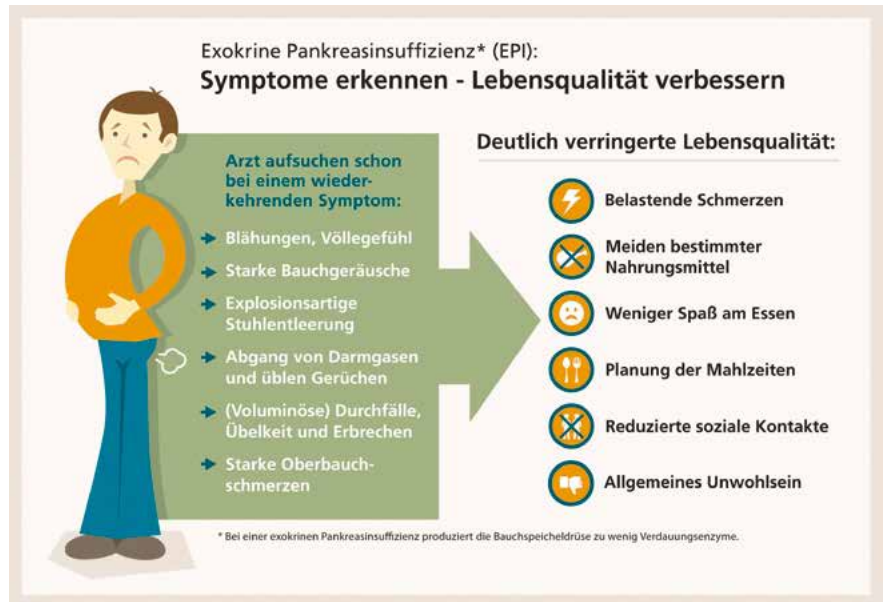 Exokrine Pankreasinsuffizienz* (EPI):
Symptome erkennen - Lebensqualität verbessern
Arzt aufsuchen schon
bei einem wieder-
kehrenden Symptom:
Blähungen, Völlegefühl
Starke Bauchgeräusche
Explosionsartige
Stuhlentleerung
Abgang von Darmgasen
und üblen Gerüchen
(Voluminöse) Durchfälle,
Übelkeit und Erbrechen
Starke Oberbauch-
schmerzen
Deutlich verringerte Lebensqualität:
Belastende Schmerzen
Meiden bestimmter
Nahrungsmittel
Weniger Spaß am Essen
Planung der Mahlzeiten
Reduzierte soziale Kontakte
Allgemeines Unwohlsein
* Bei einer exokrinen Pankreasinsuffizienz produziert die Bauchspeicheldrüse zu wenig Verdauungsenzyme.